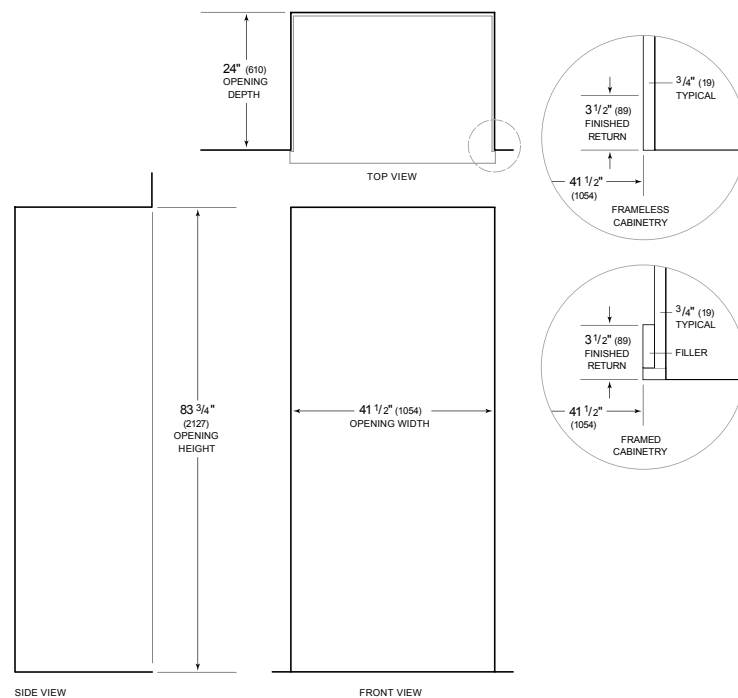 24" (610)
OPENING
DEPTH
TOP VIEW
3/4" (19)
TYPICAL
3 1/2" (89)
FINISHED
RETURN
41 1/2"
(1054)
FRAMELESS
CABINETRY
3/4" (19)
TYPICAL
3 1/2" (89)
FINISHED
RETURN
FILLER
41 1/2"
(1054)
FRAMED
CABINETRY
83 3/4"
(2127)
OPENING
HEIGHT
41 1/2" (1054)
OPENING WIDTH
SIDE VIEW
FRONT VIEW